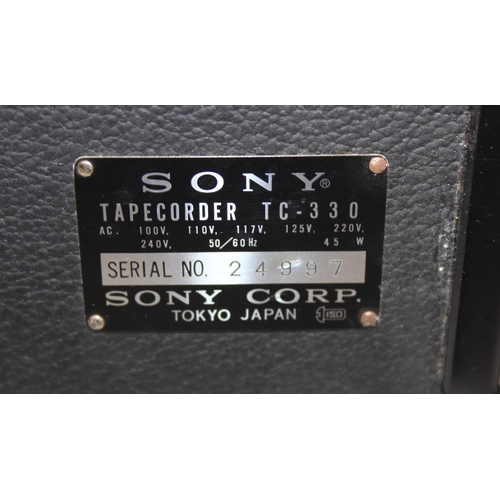 SONY®
TAPECORDER TC-330
AC. 100V, 110V, 117V, 125V, 220V,
240V, 50/60Hz 45 W
SERIAL NO. 24997
SONY CORP.
TOKYO JAPAN ISO